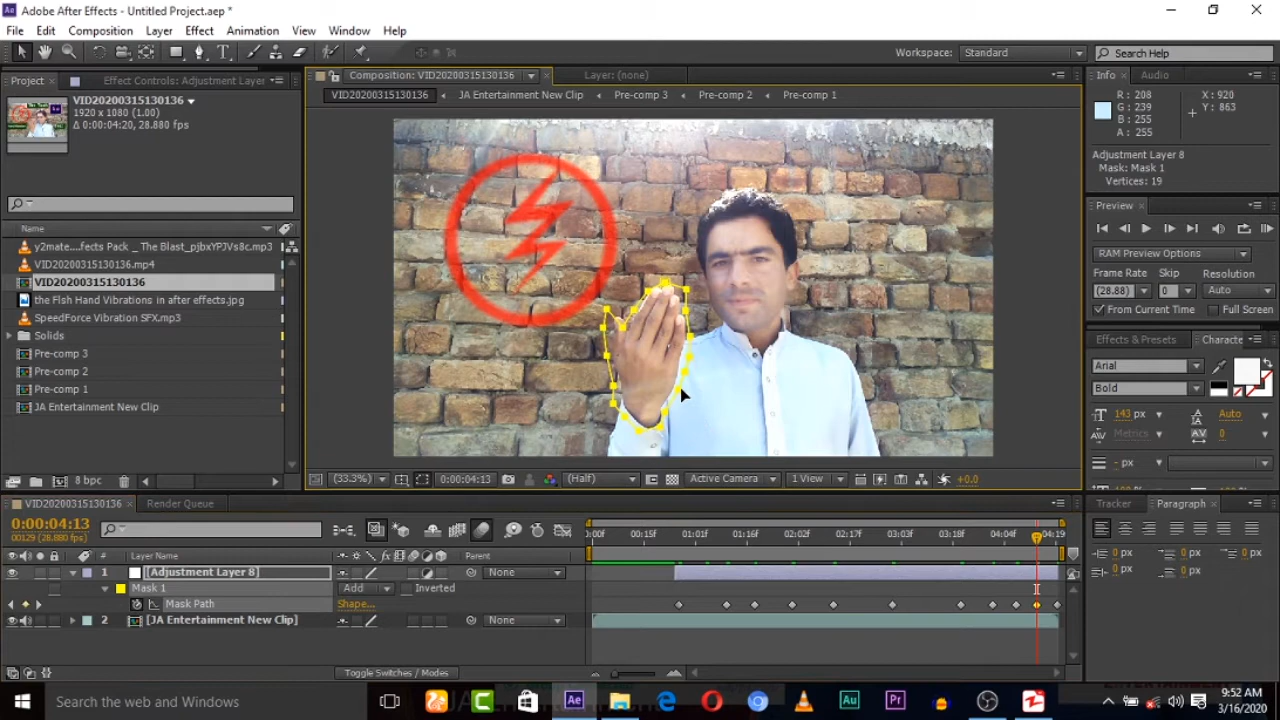 Adobe After Effects - Untitled Project.aep *
File Edit Composition Layer Effect Animation View Window Help
Workspace: Standard Search Help
Project Effect Controls: Adjustment Layer
Composition: VID20200315130136 Layer: (none)
Info Audio
VID20200315130136
1920 x 1080 (1.00)
Δ 0:00:04:20, 28.880 fps
VID20200315130136 JA Entertainment New Clip Pre-comp 3 Pre-comp 2 Pre-comp 1
R: 208 X: 920
G: 239 Y: 863
B: 255
A: 255
Adjustment Layer 8
Mask: Mask 1
Vertices: 19
Name
y2mate....fects Pack _ The Blast_pjbxYPJVs8c.mp3
VID20200315130136.mp4
VID20200315130136
the Flsh Hand Vibrations in after effects.jpg
SpeedForce Vibration SFX.mp3
Solids
Pre-comp 3
Pre-comp 2
Pre-comp 1
JA Entertainment New Clip
8 bpc
Preview
RAM Preview Options
Frame Rate Skip Resolution
(28.88) 0 Auto
From Current Time Full Screen
Effects & Presets Characte
Arial
Bold
143 px Auto
Metrics 0
- px
(33.3%) 0:00:04:13 (Half) Active Camera 1 View +0.0
VID20200315130136 Render Queue
0:00:04:13
00129 (28.880 fps)
:00f 00:15f 01:01f 01:16f 02:02f 02:17f 03:03f 03:18f 04:04f 04:19f
# Layer Name Parent
1 [Adjustment Layer 8] None
Mask 1 Add Inverted
Mask Path Shape...
2 [JA Entertainment New Clip] None
Toggle Switches / Modes
Tracker Paragraph
0 px 0 px 0 px
0 px 0 px
Search the web and Windows
9:52 AM
3/16/2020